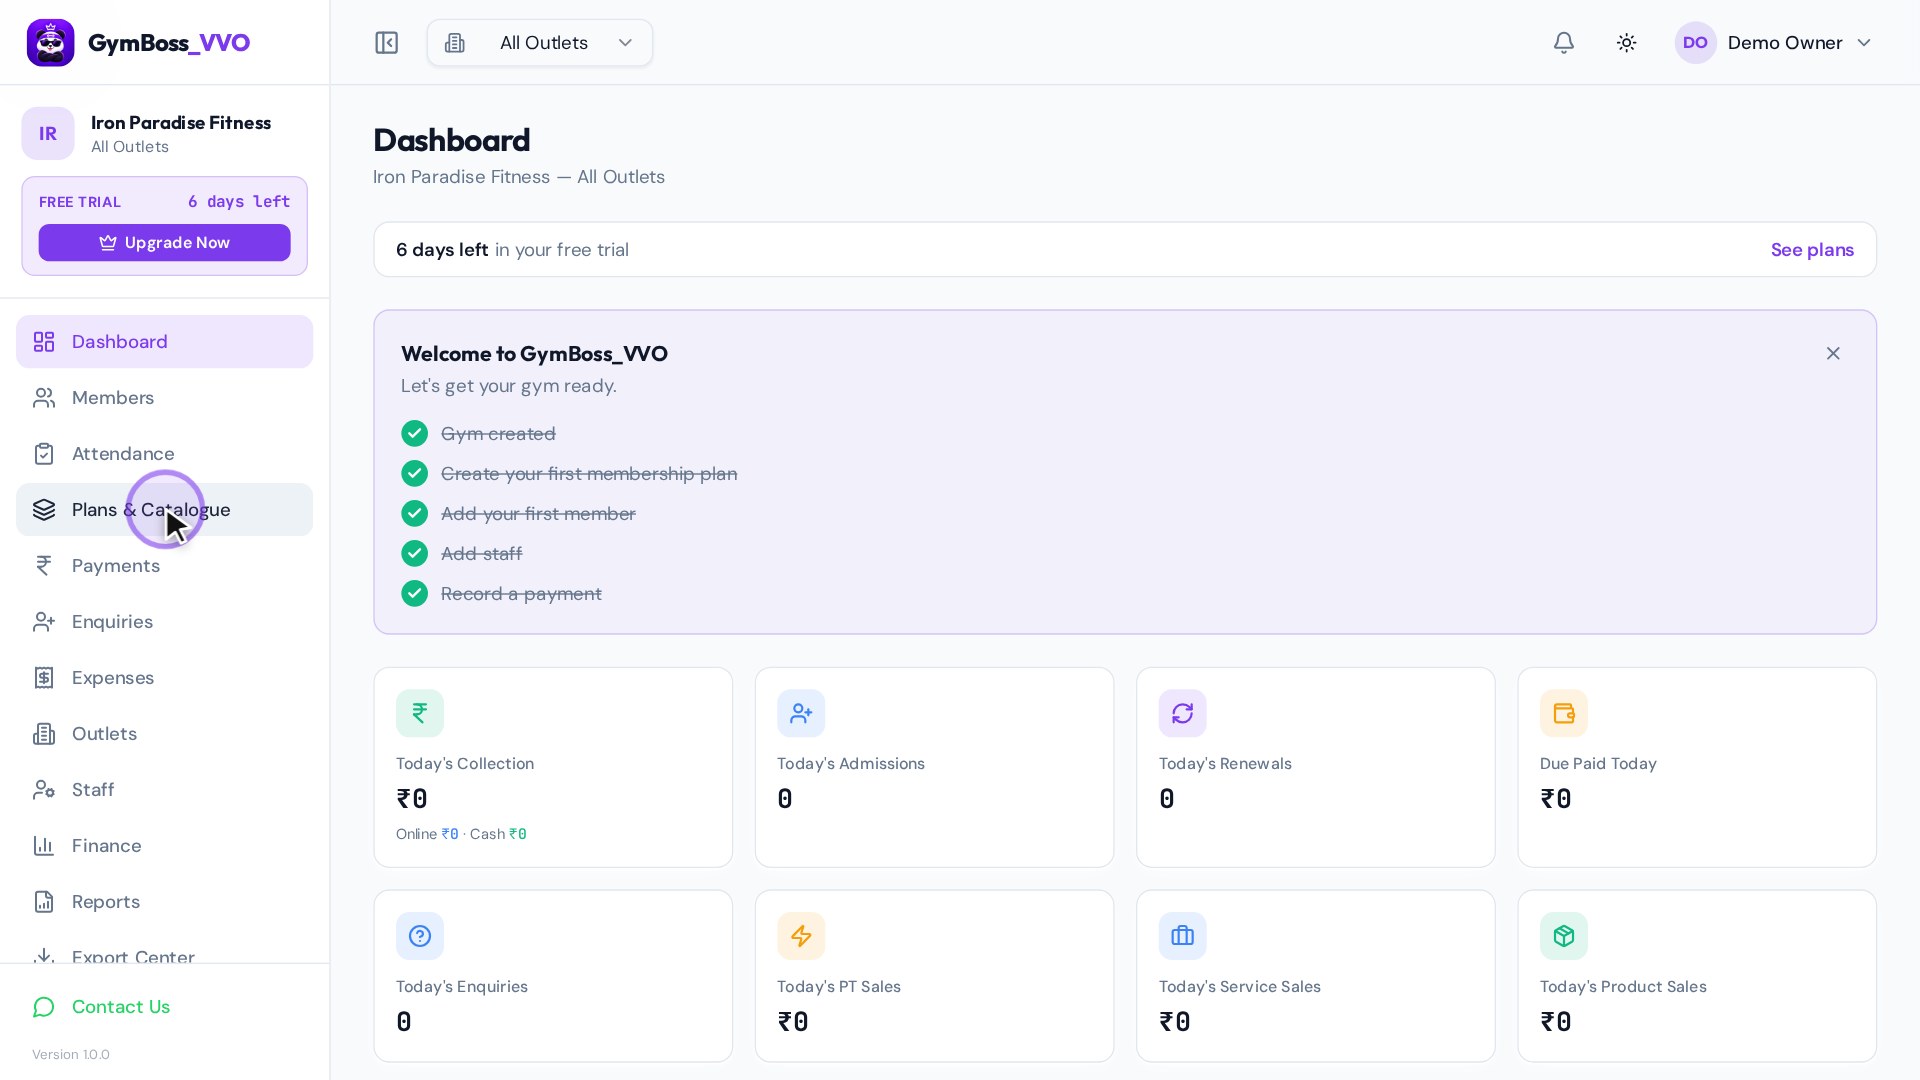 GymBoss_VVO
All Outlets
DO
Demo Owner
IR
Iron Paradise Fitness
All Outlets
FREE TRIAL
6 days left
Upgrade Now
Dashboard
Members
Attendance
Plans & Catalogue
Payments
Enquiries
Expenses
Outlets
Staff
Finance
Reports
Export Center
Contact Us
Version 1.0.0
Dashboard
Iron Paradise Fitness — All Outlets
6 days left in your free trial
See plans
Welcome to GymBoss_VVO
Let's get your gym ready.
Gym created
Create your first membership plan
Add your first member
Add staff
Record a payment
Today's Collection
₹0
Online ₹0 · Cash ₹0
Today's Admissions
0
Today's Renewals
0
Due Paid Today
₹0
Today's Enquiries
0
Today's PT Sales
₹0
Today's Service Sales
₹0
Today's Product Sales
₹0